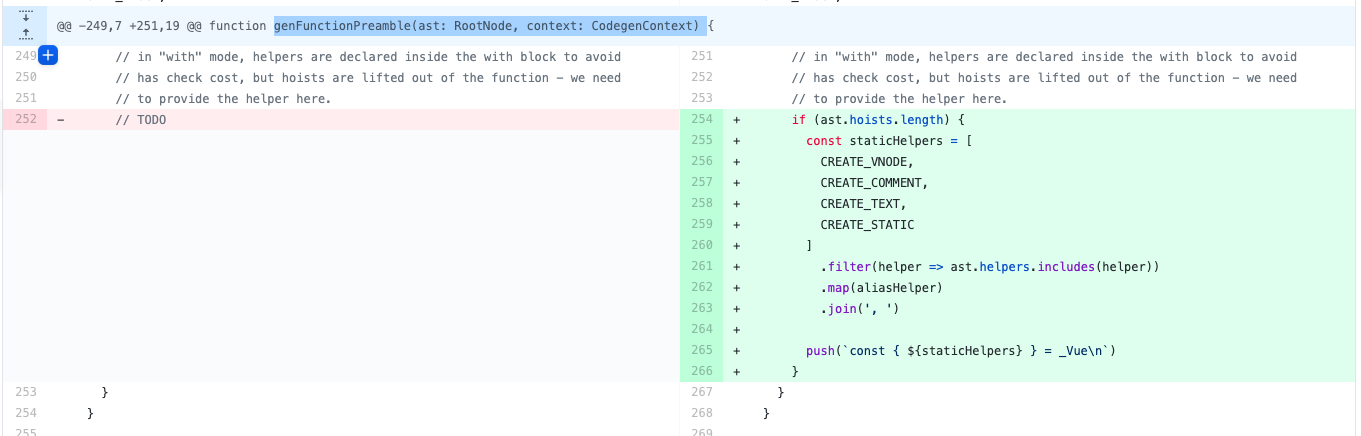 @@ -249,7 +251,19 @@ function genFunctionPreamble(ast: RootNode, context: CodegenContext) {
249 // in "with" mode, helpers are declared inside the with block to avoid
250 // has check cost, but hoists are lifted out of the function - we need
251 // to provide the helper here.
252 - // TODO
253 }
254 }
255
251 // in "with" mode, helpers are declared inside the with block to avoid
252 // has check cost, but hoists are lifted out of the function - we need
253 // to provide the helper here.
254 + if (ast.hoists.length) {
255 + const staticHelpers = [
256 + CREATE_VNODE,
257 + CREATE_COMMENT,
258 + CREATE_TEXT,
259 + CREATE_STATIC
260 + ]
261 + .filter(helper => ast.helpers.includes(helper))
262 + .map(aliasHelper)
263 + .join(', ')
264 +
265 + push(`const { ${staticHelpers} } = _Vue\n`)
266 + }
267 }
268 }
269